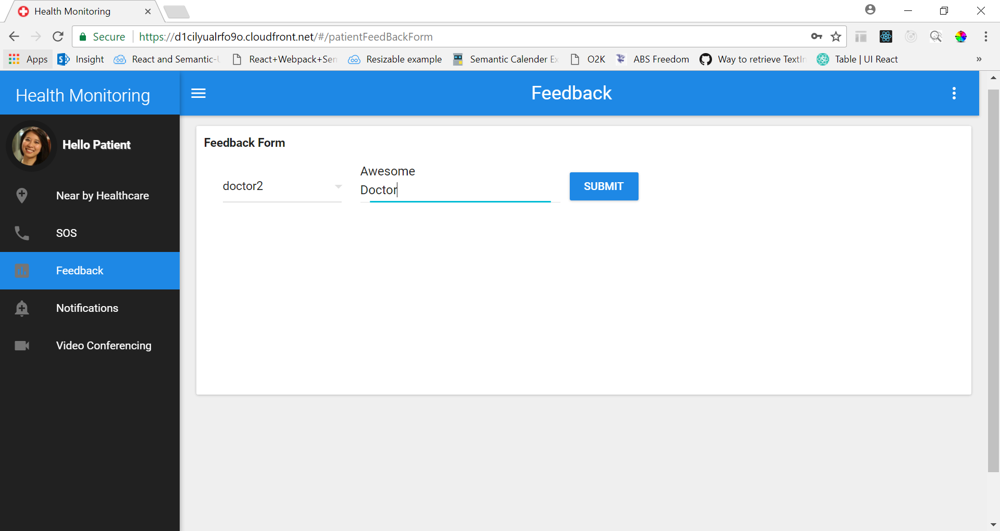 Health Monitoring
Secure https://d1cilyualrfo9o.cloudfront.net/#/patientFeedBackForm
Apps Insight React and Semantic- React+Webpack+Sem Resizable example Semantic Calender Ex O2K ABS Freedom Way to retrieve TextIn Table | UI React »
Health Monitoring
Feedback
Hello Patient
Near by Healthcare
SOS
Feedback
Notifications
Video Conferencing
Feedback Form
doctor2
Awesome
Doctor
SUBMIT